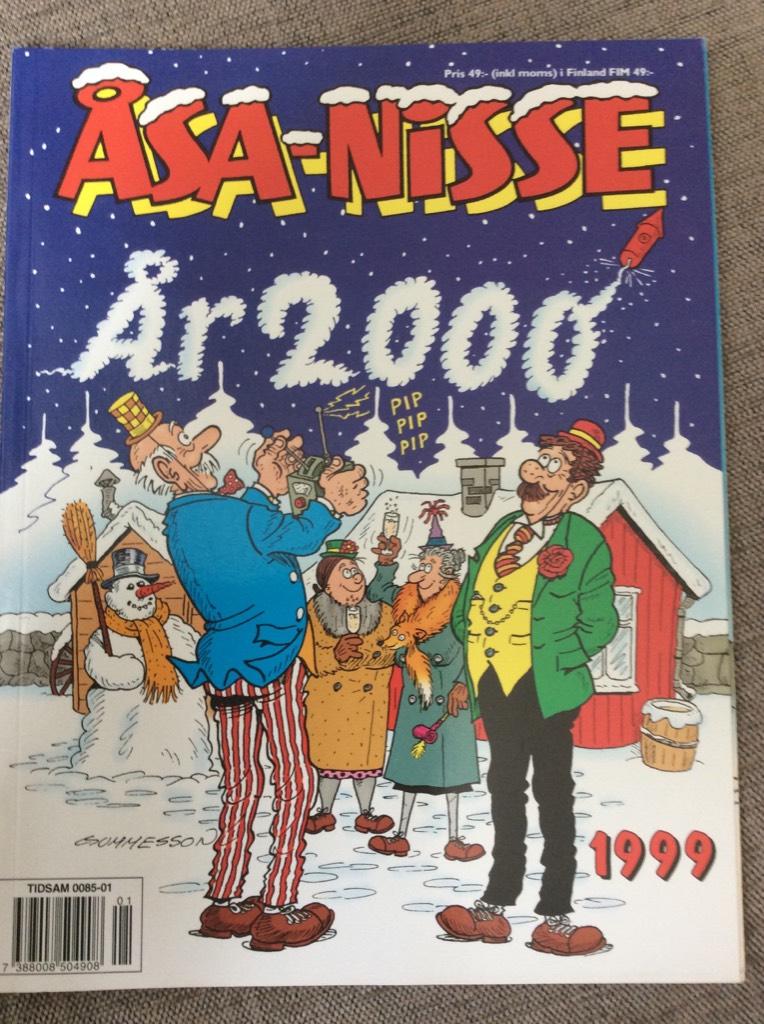 Pris 49:- (inkl moms) i Finland FIM 49:-
ÅSA-NiSSE
År 2000
PIP
PIP
PIP
GUMMESSON
1999
TIDSAM 0085-01
01
7 388008 504908